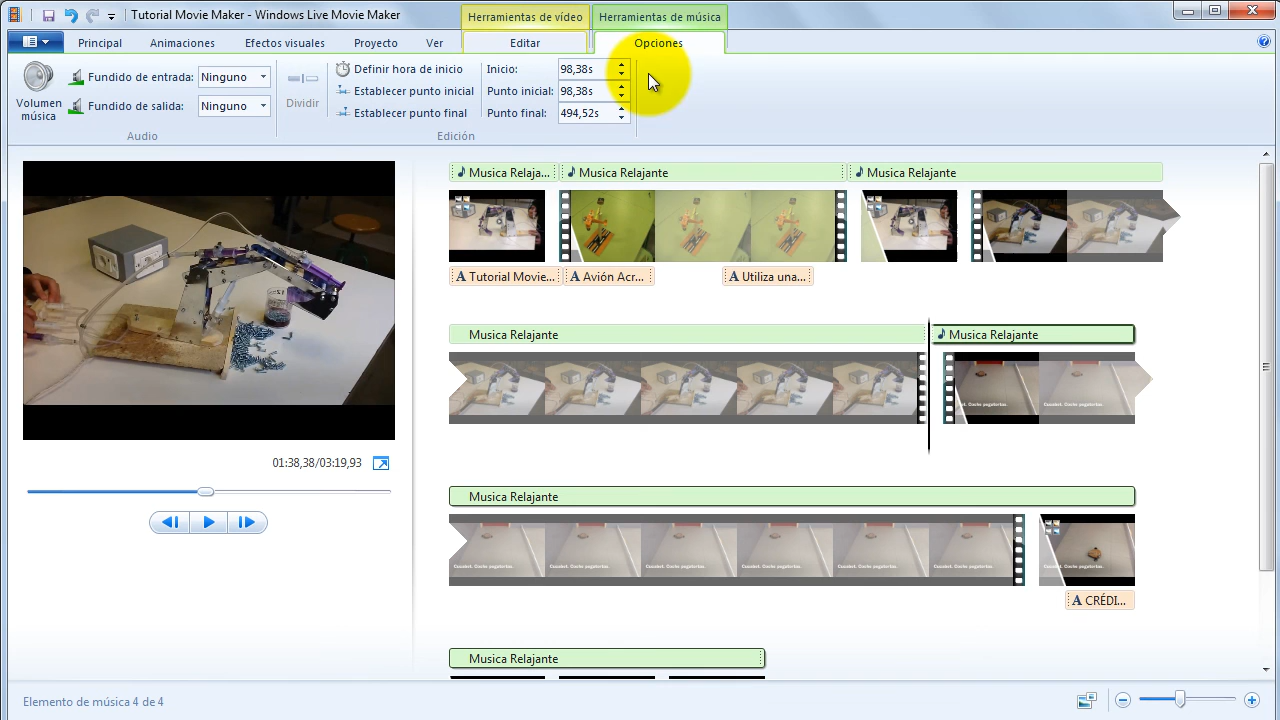 Tutorial Movie Maker - Windows Live Movie Maker
Herramientas de vídeo
Herramientas de música
Principal
Animaciones
Efectos visuales
Proyecto
Ver
Editar
Opciones
Volumen música
Fundido de entrada: Ninguno
Fundido de salida: Ninguno
Audio
Dividir
Definir hora de inicio
Establecer punto inicial
Establecer punto final
Inicio: 98,38s
Punto inicial: 98,38s
Punto final: 494,52s
Edición
Musica Relaja...
Musica Relajante
Musica Relajante
A Tutorial Movie...
A Avión Acr...
A Utiliza una...
Musica Relajante
Musica Relajante
01:38,38/03:19,93
Musica Relajante
A CRÉDI...
Musica Relajante
Elemento de música 4 de 4